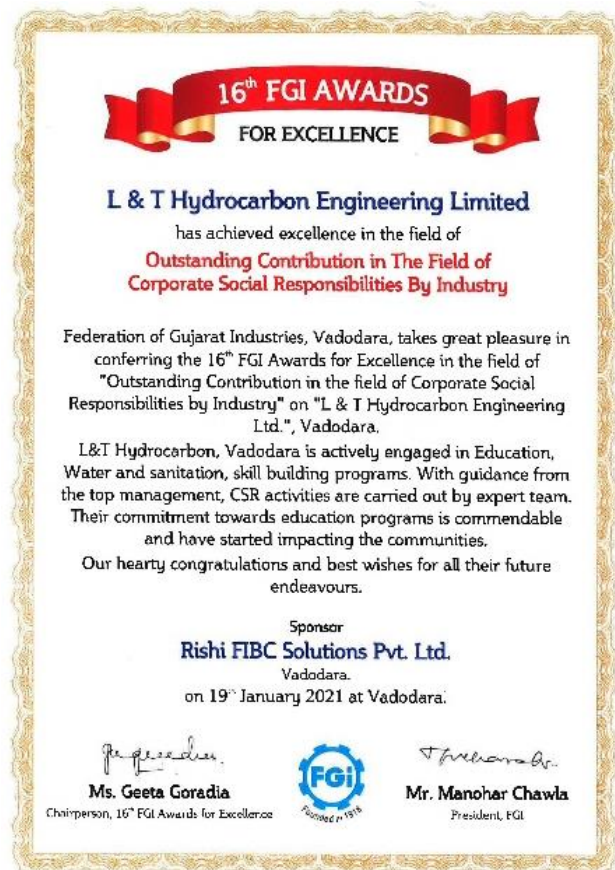 16th FGI AWARDS
FOR EXCELLENCE
L & T Hydrocarbon Engineering Limited
has achieved excellence in the field of
Outstanding Contribution in The Field of
Corporate Social Responsibilities By Industry
Federation of Gujarat Industries, Vadodara, takes great pleasure in
conferring the 16th FGI Awards for Excellence in the field of
"Outstanding Contribution in the field of Corporate Social
Responsibilities by Industry" on "L & T Hydrocarbon Engineering
Ltd.", Vadodara.
L&T Hydrocarbon, Vadodara is actively engaged in Education,
Water and sanitation, skill building programs. With guidance from
the top management, CSR activities are carried out by expert team.
Their commitment towards education programs is commendable
and have started impacting the communities.
Our hearty congratulations and best wishes for all their future
endeavours.
Sponsor
Rishi FIBC Solutions Pvt. Ltd.
Vadodara.
on 19th January 2021 at Vadodara.
FGi
Founded in 1918
Ms. Geeta Goradia
Chairperson, 16th FGI Awards for Excellence
Mr. Manohar Chawla
President, FGI